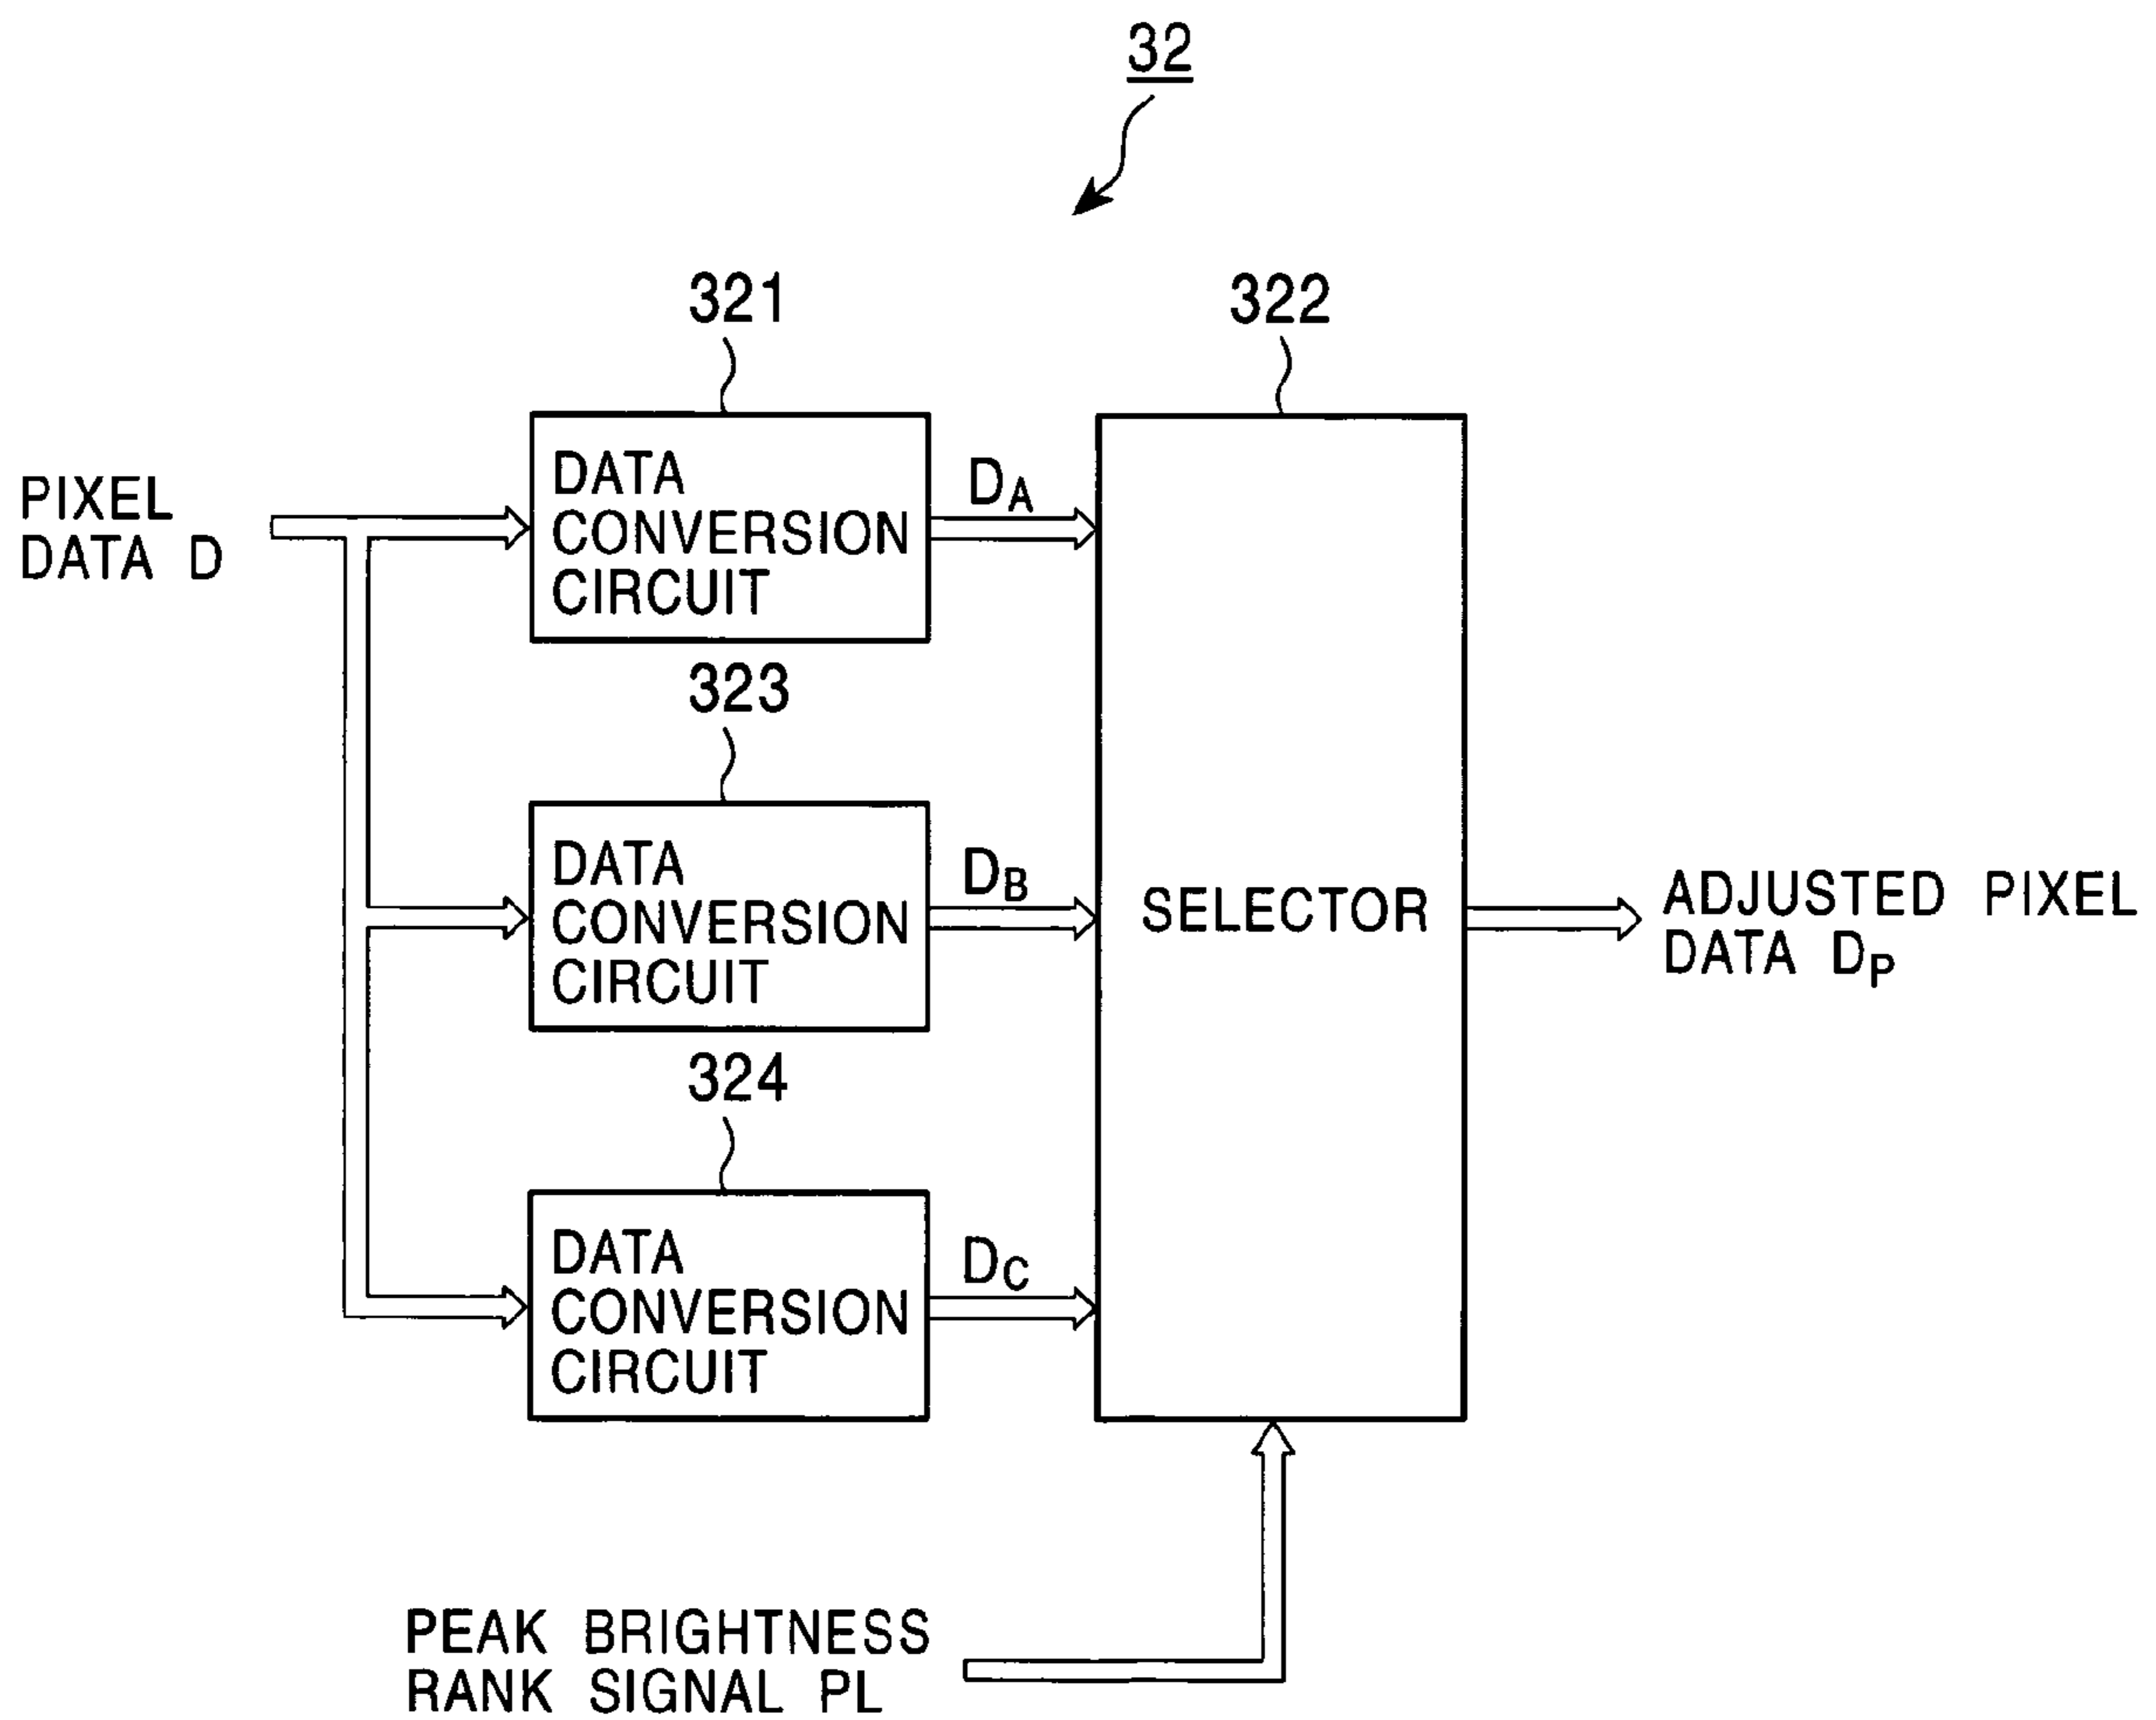 32
321
322
PIXEL
DATA D
DATA
CONVERSION
CIRCUIT
DA
323
DATA
CONVERSION
CIRCUIT
DB
SELECTOR
ADJUSTED PIXEL
DATA DP
324
DATA
CONVERSION
CIRCUIT
DC
PEAK BRIGHTNESS
RANK SIGNAL PL